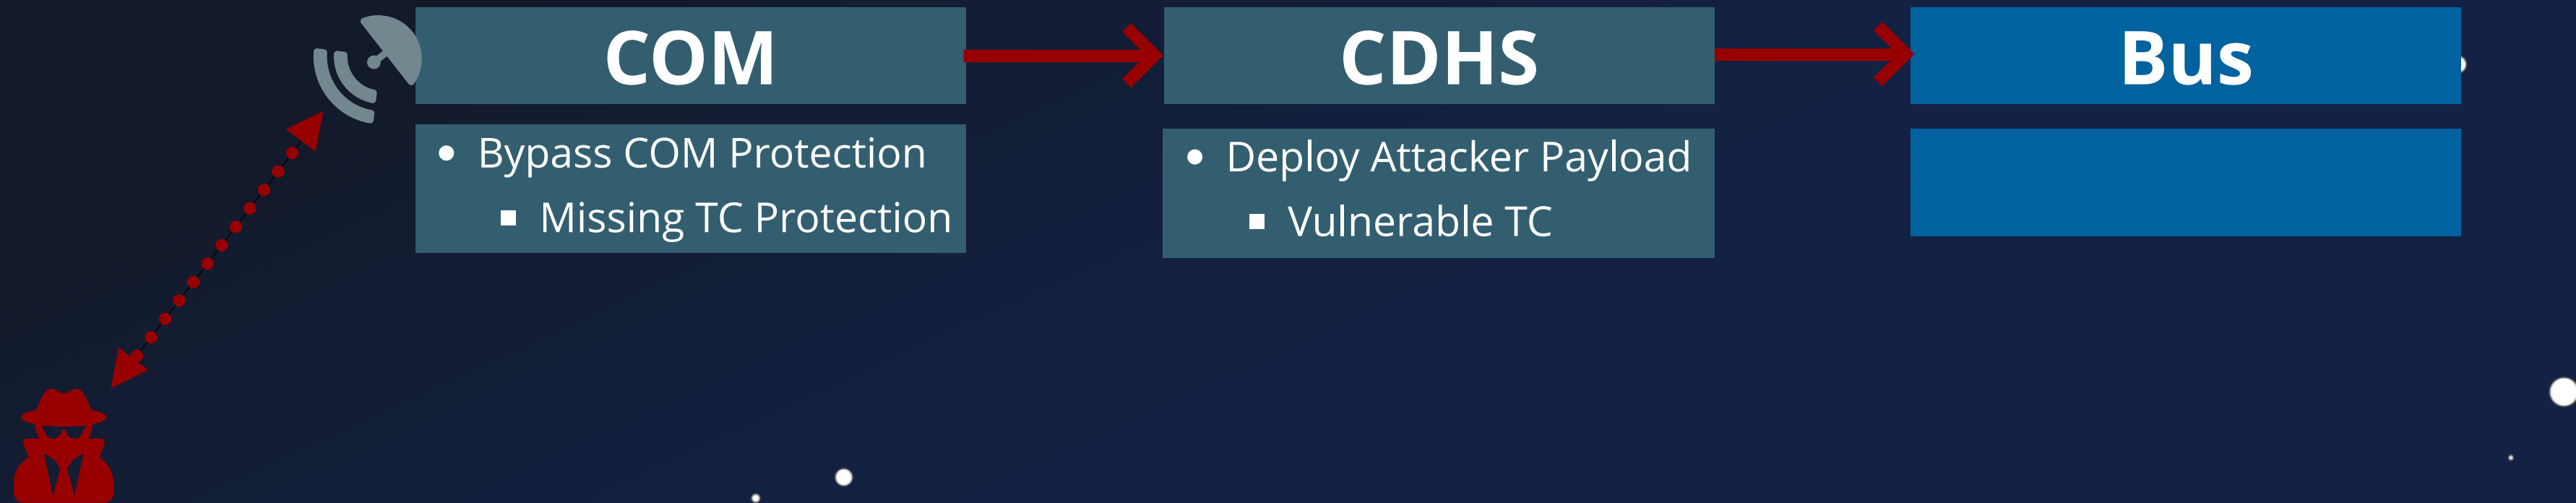 COM
CDHS
Bus
Bypass COM Protection
Missing TC Protection
Deploy Attacker Payload
Vulnerable TC